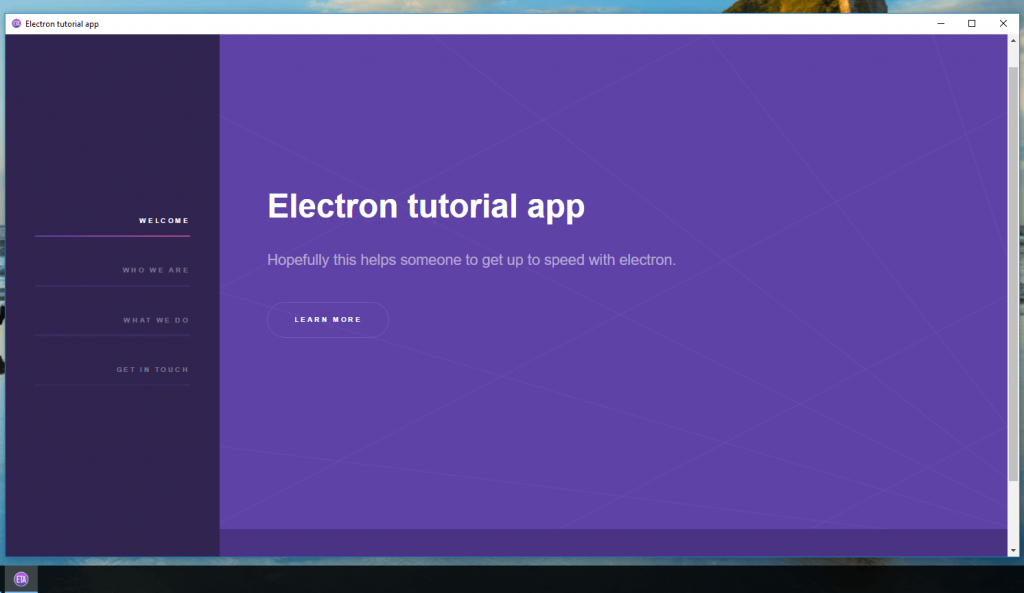 Electron tutorial app
WELCOME
WHO WE ARE
WHAT WE DO
GET IN TOUCH
Electron tutorial app
Hopefully this helps someone to get up to speed with electron.
LEARN MORE
ETA